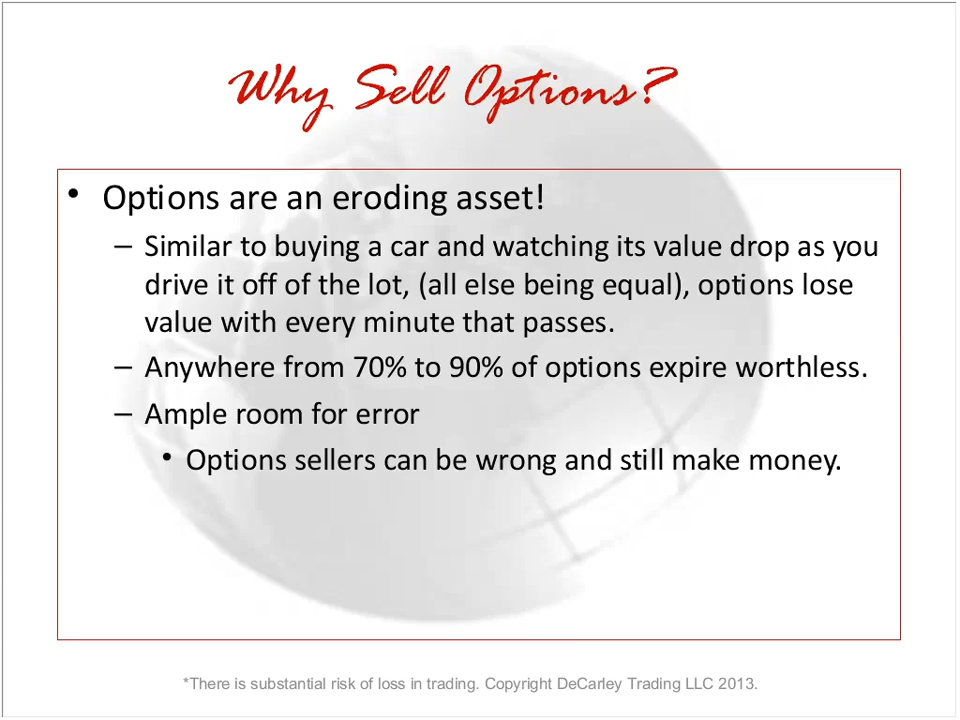 Why Sell Options?
• Options are an eroding asset!
– Similar to buying a car and watching its value drop as you
drive it off of the lot, (all else being equal), options lose
value with every minute that passes.
– Anywhere from 70% to 90% of options expire worthless.
– Ample room for error
• Options sellers can be wrong and still make money.
*There is substantial risk of loss in trading. Copyright DeCarley Trading LLC 2013.